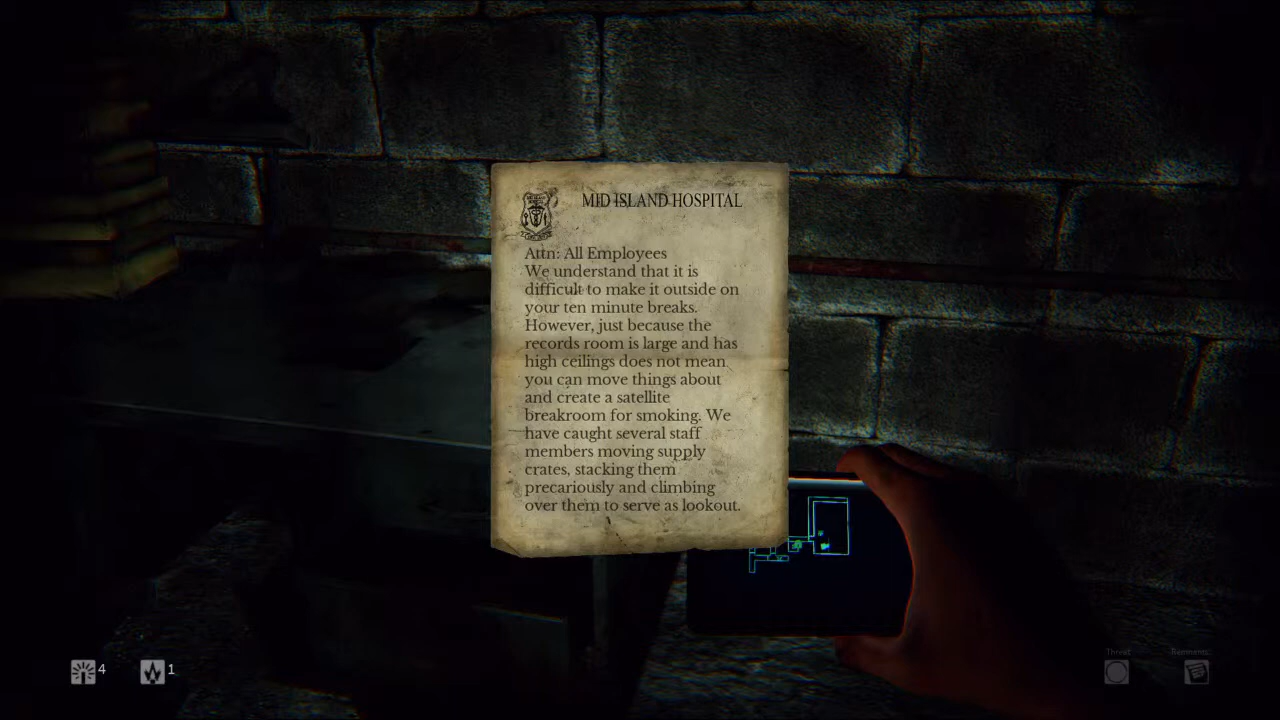 MID ISLAND HOSPITAL
Attn: All Employees
We understand that it is
difficult to make it outside on
your ten minute breaks.
However, just because the
records room is large and has
high ceilings does not mean
you can move things about
and create a satellite
breakroom for smoking. We
have caught several staff
members moving supply
crates, stacking them
precariously and climbing
over them to serve as lookout.
4
1
Threat
Remnants